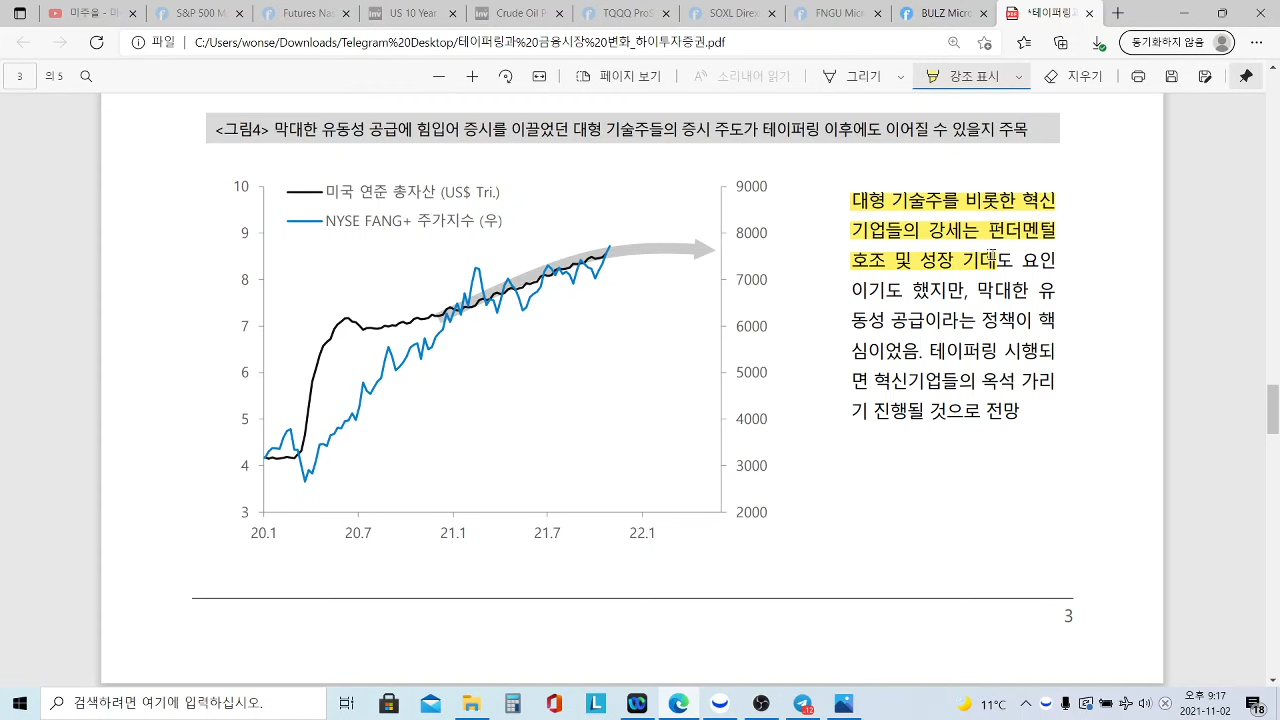 미주은 - 미
S&P 500 M
Futures Nas
US 10 Year
Crude Oil P
TQQQ ProS
SOXL Decem
FNGU Micro
BULZ Micro
*테이퍼링과
파일 C:/Users/wonse/Downloads/Telegram%20Desktop/테이퍼링과%20금융시장%20변화_하이투자증권.pdf 동기화하지 않음
3 의 5 페이지 보기 소리내어 읽기 그리기 강조 표시 지우기
<그림4> 막대한 유동성 공급에 힘입어 증시를 이끌었던 대형 기술주들의 증시 주도가 테이퍼링 이후에도 이어질 수 있을지 주목
미국 연준 총자산 (US$ Tri.)
NYSE FANG+ 주가지수 (우)
10
9
8
7
6
5
4
3
9000
8000
7000
6000
5000
4000
3000
2000
20.1 20.7 21.1 21.7 22.1
대형 기술주를 비롯한 혁신
기업들의 강세는 펀더멘털
호조 및 성장 기대도 요인
이기도 했지만, 막대한 유
동성 공급이라는 정책이 핵
심이었음. 테이퍼링 시행되
면 혁신기업들의 옥석 가리
기 진행될 것으로 전망
3
검색하려면 여기에 입력하십시오.
11°C
오후 9:17
2021-11-02